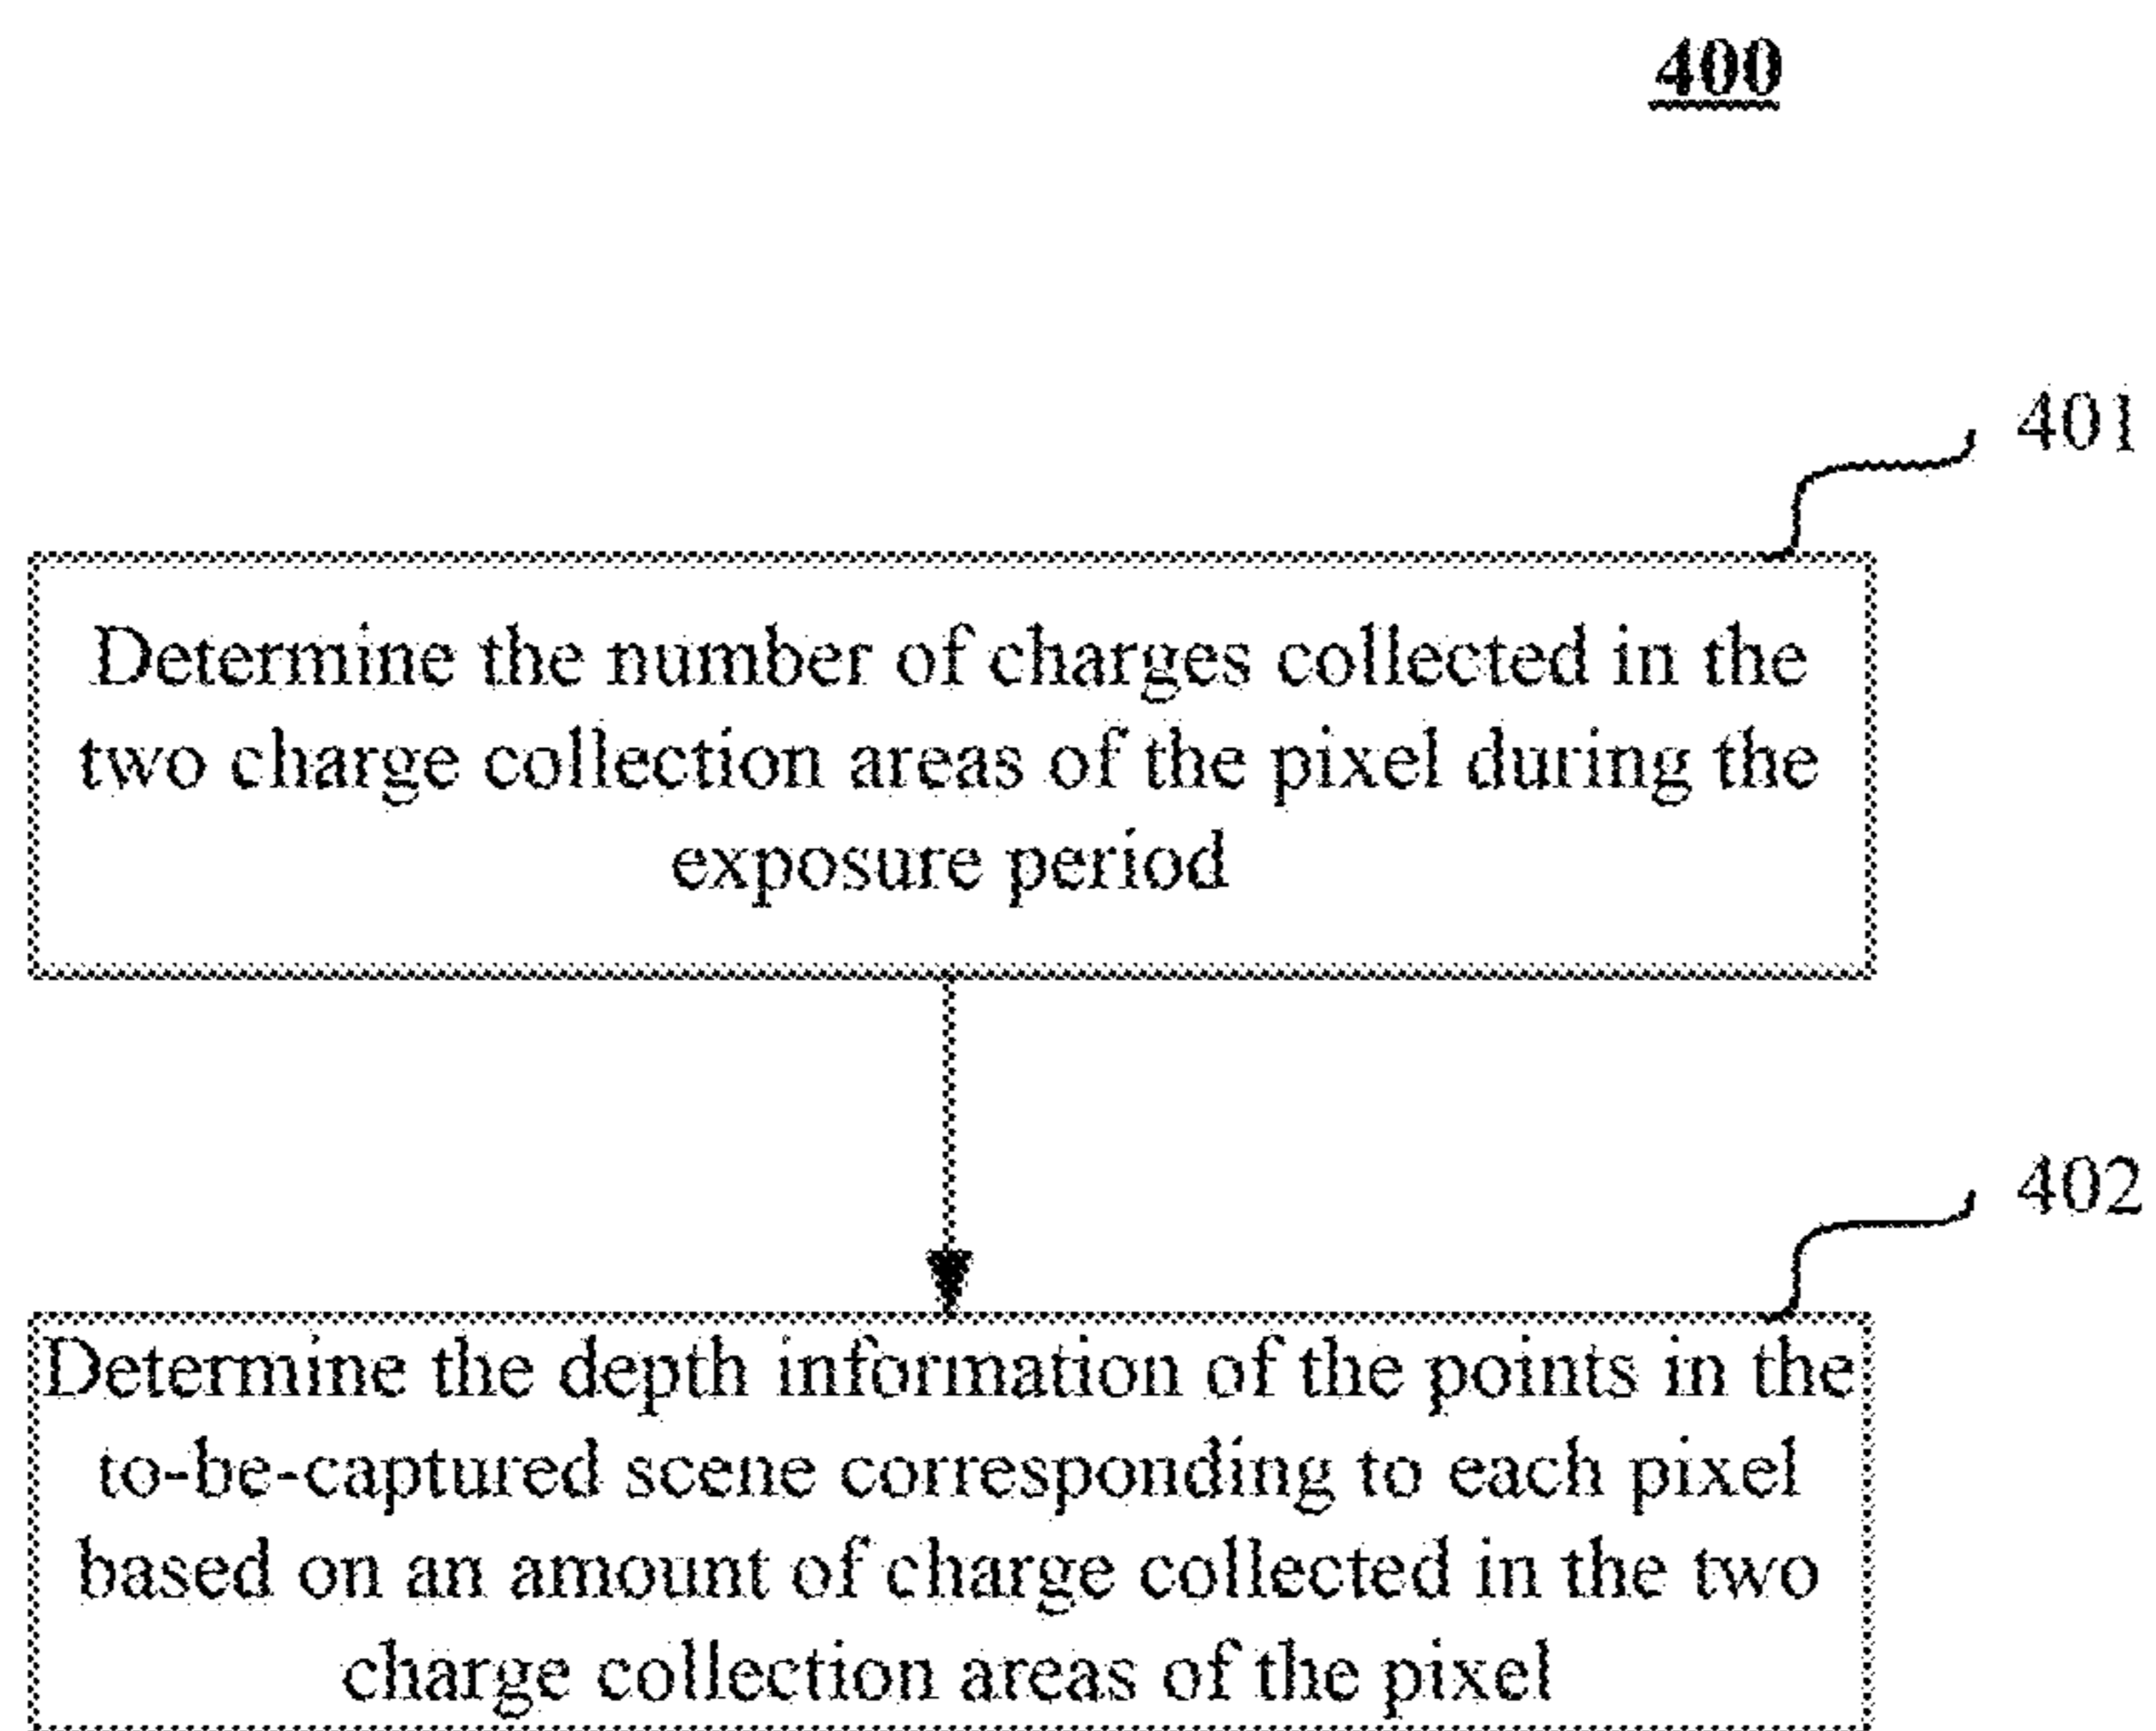 400
401
Determine the number of charges collected in the
two charge collection areas of the pixel during the
exposure period
402
Determine the depth information of the points in the
to-be-captured scene corresponding to each pixel
based on an amount of charge collected in the two
charge collection areas of the pixel